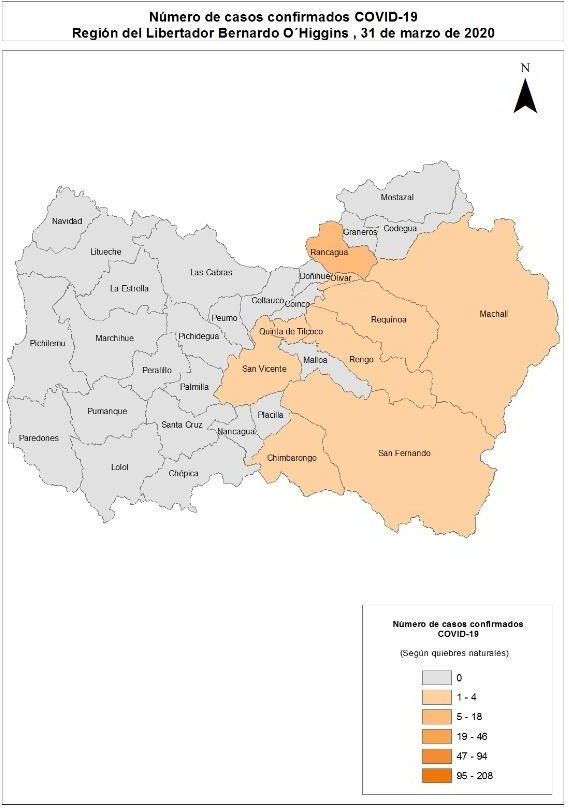 Número de casos confirmados COVID-19
Región del Libertador Bernardo O´Higgins , 31 de marzo de 2020
N
Mostazal
Navidad
Graneros
Codegua
Litueche
Rancagua
Las Cabras
Doñihue
Olivar
La Estrella
Coltauco
Coinco
Machalí
Peumo
Requínoa
Quinta de Tilcoco
Pichilemu
Marchihue
Pichidegua
Malloa
Rengo
Peralillo
San Vicente
Palmilla
Pumanque
Placilla
Santa Cruz
Nancagua
Paredones
San Fernando
Chimbarongo
Lolol
Chépica
Número de casos confirmados
COVID-19
(Según quiebres naturales)
0
1 - 4
5 - 18
19 - 46
47 - 94
95 - 208